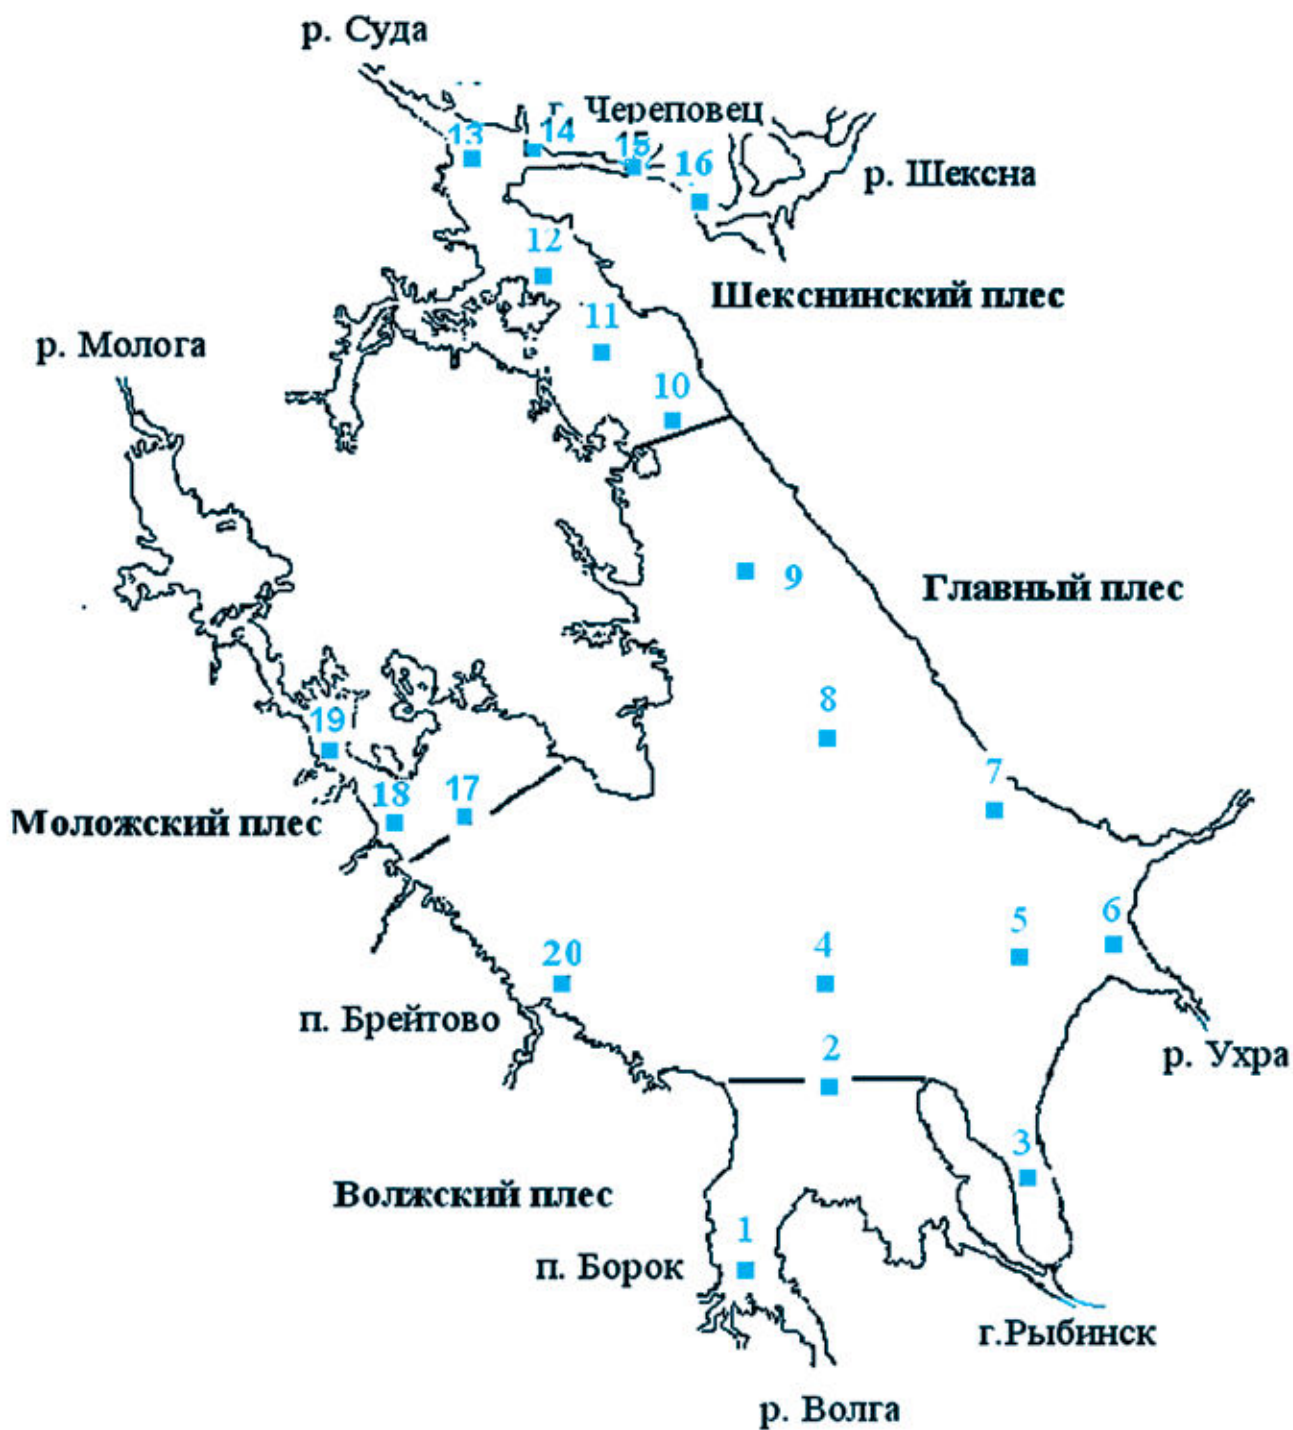 р. Суда
г. Череповец
13
14
15
16
р. Шексна
12
Шекснинский плес
11
р. Молога
10
9
Главный плес
8
19
7
18
17
Моложский плес
5
6
20
4
п. Брейтово
2
р. Ухра
3
Волжский плес
1
п. Борок
г.Рыбинск
р. Волга